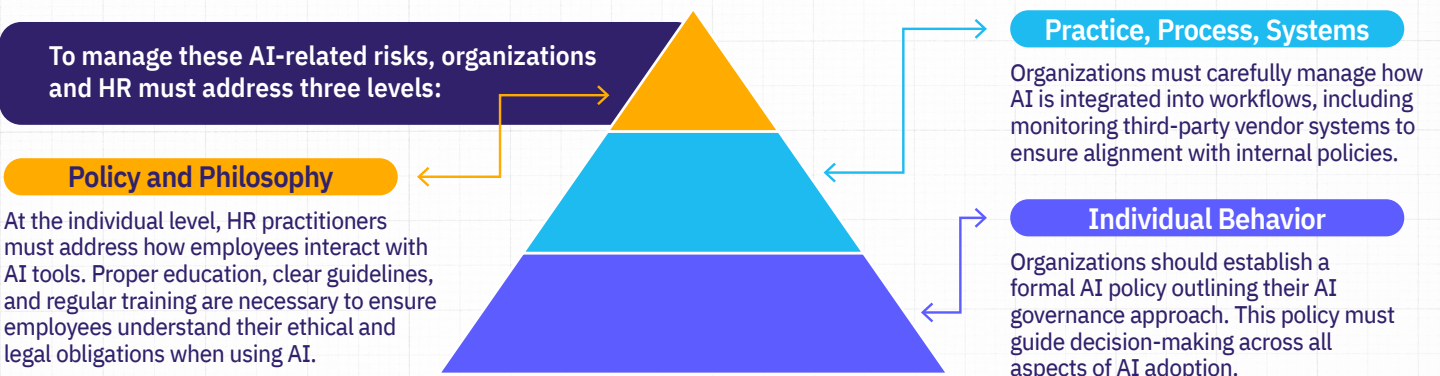 To manage these AI-related risks, organizations
and HR must address three levels:
Policy and Philosophy
At the individual level, HR practitioners
must address how employees interact with
AI tools. Proper education, clear guidelines,
and regular training are necessary to ensure
employees understand their ethical and
legal obligations when using AI.
Practice, Process, Systems
Organizations must carefully manage how
AI is integrated into workflows, including
monitoring third-party vendor systems to
ensure alignment with internal policies.
Individual Behavior
Organizations should establish a
formal AI policy outlining their AI
governance approach. This policy must
guide decision-making across all
aspects of AI adoption.